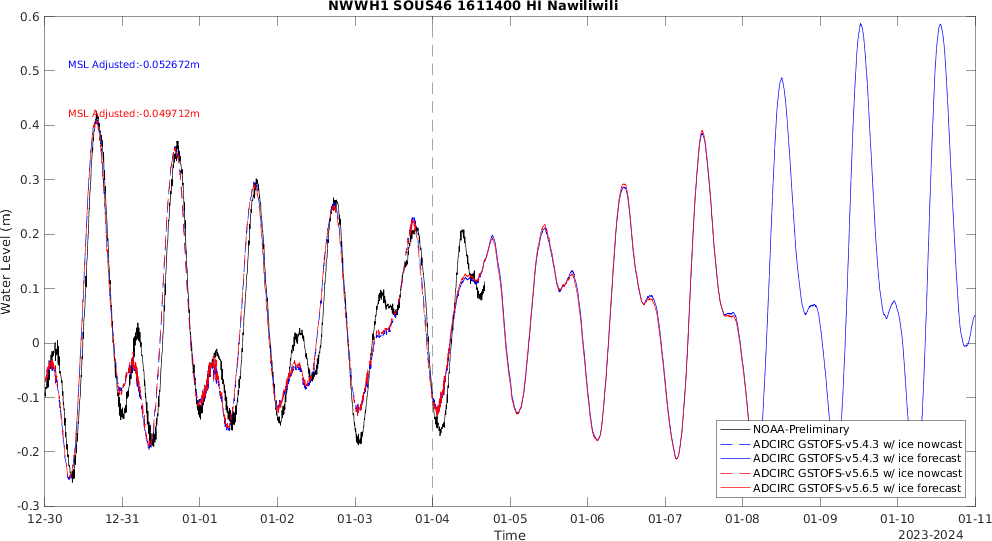 NWWH1 SOUS46 1611400 HI Nawiliwili
MSL Adjusted:-0.052672m
MSL Adjusted:-0.049712m
Water Level (m)
0.6
0.5
0.4
0.3
0.2
0.1
0
-0.1
-0.2
-0.3
NOAA-Preliminary
ADCIRC GSTOFS-v5.4.3 w/ ice nowcast
ADCIRC GSTOFS-v5.4.3 w/ ice forecast
ADCIRC GSTOFS-v5.6.5 w/ ice nowcast
ADCIRC GSTOFS-v5.6.5 w/ ice forecast
12-30 12-31 01-01 01-02 01-03 01-04 01-05 01-06 01-07 01-08 01-09 01-10 01-11
Time
2023-2024